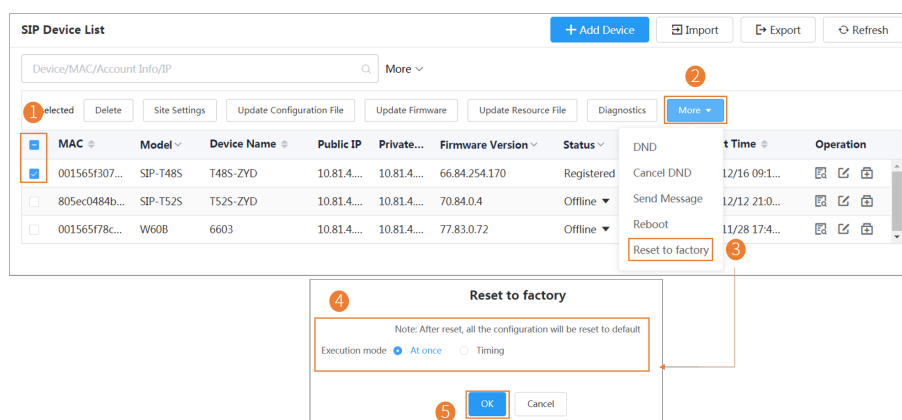 SIP Device List + Add Device Import Export Refresh
Device/MAC/Account Info/IP More
2
1 elected Delete Site Settings Update Configuration File Update Firmware Update Resource File Diagnostics More
MAC Model Device Name Public IP Private... Firmware Version Status DND t Time Operation
001565f307... SIP-T48S T48S-ZYD 10.81.4.... 10.81.4.... 66.84.254.170 Registered Cancel DND 12/16 09:1...
805ec0484b... SIP-T52S T52S-ZYD 10.81.4.... 10.81.4.... 70.84.0.4 Offline Send Message 12/12 21:0...
001565f78c... W60B 6603 10.81.4.... 10.81.4.... 77.83.0.72 Offline Reboot 11/28 17:4...
Reset to factory 3
4 Reset to factory
Note: After reset, all the configuration will be reset to default
Execution mode At once Timing
5 OK Cancel